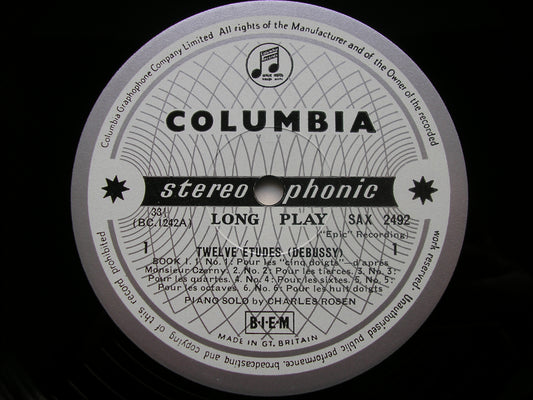 Columbia Graphophone Company Limited All rights of the Manufacturer and of the Owner of the recorded work reserved Unauthorised public performance, broadcasting and copying of this record prohibited
COLUMBIA
stereo phonic
33⅓ LONG PLAY SAX 2492
(BC.1242A) ("Epic" Recording)
1 1
TWELVE ETUDES (DEBUSSY)
BOOK 1. 1. No. 1: Pour les "cinq doigts"—d'après
Monsieur Czerny; 2. No. 2: Pour les tierces. 3. No. 3:
Pour les quartes. 4. No. 4: Pour les sixtes. 5. No. 5:
Pour les octaves. 6. No. 6: Pour les huit doigts
PIANO SOLO by CHARLES ROSEN
B·I·E·M
MADE IN GT. BRITAIN